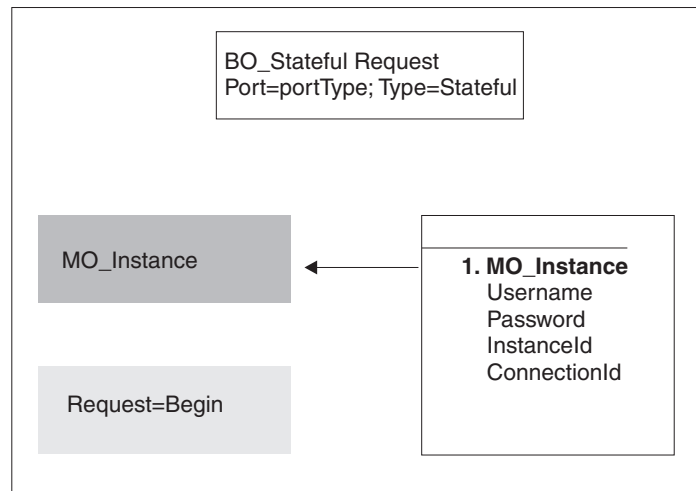 BO_Stateful Request
Port=portType; Type=Stateful
MO_Instance
1. MO_Instance
Username
Password
InstanceId
ConnectionId
Request=Begin